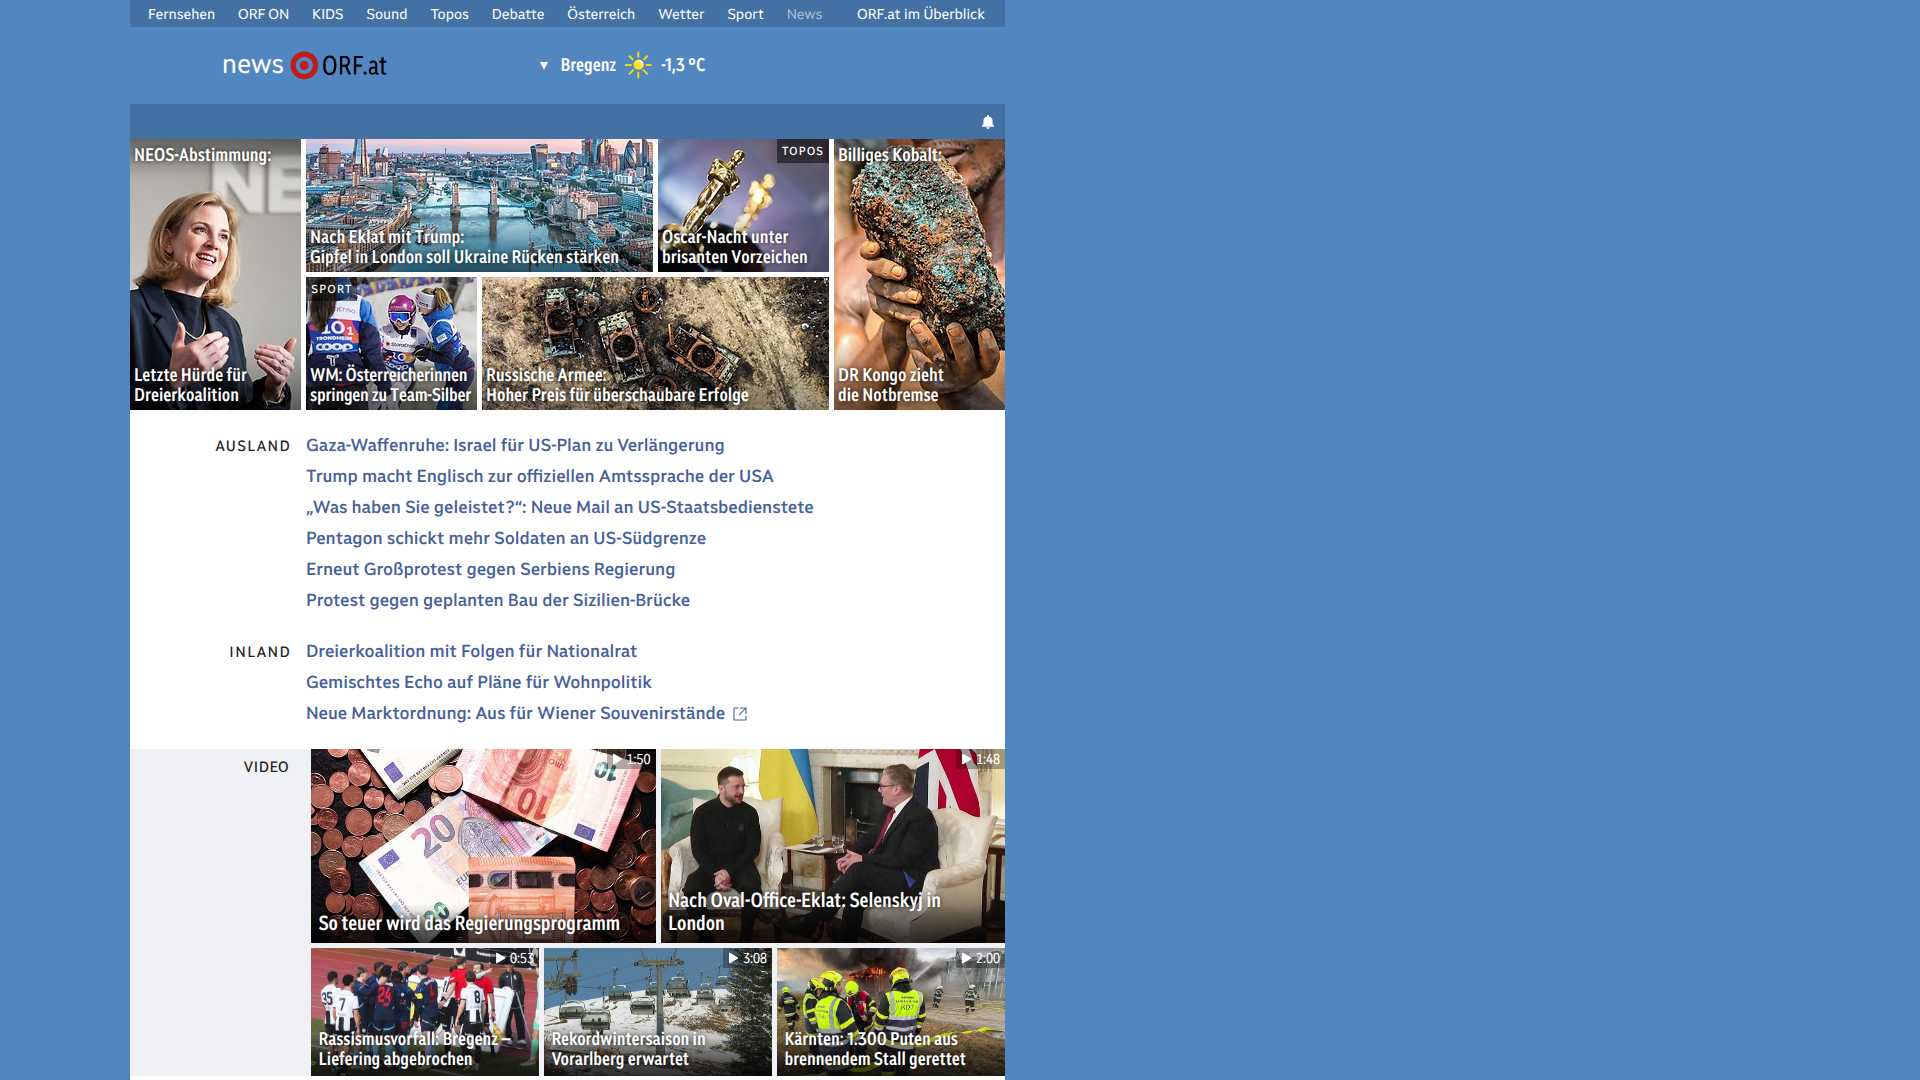 Fernsehen ORF ON KIDS Sound Topos Debatte Österreich Wetter Sport News ORF.at im Überblick
news ORF.at
Bregenz -1,3 °C
NEOS-Abstimmung:
Letzte Hürde für
Dreierkoalition
Nach Eklat mit Trump:
Gipfel in London soll Ukraine Rücken stärken
TOPOS
Oscar-Nacht unter
brisanten Vorzeichen
Billiges Kobalt:
DR Kongo zieht
die Notbremse
SPORT
WM: Österreicherinnen
springen zu Team-Silber
Russische Armee:
Hoher Preis für überschaubare Erfolge
AUSLAND
Gaza-Waffenruhe: Israel für US-Plan zu Verlängerung
Trump macht Englisch zur offiziellen Amtssprache der USA
„Was haben Sie geleistet?“: Neue Mail an US-Staatsbedienstete
Pentagon schickt mehr Soldaten an US-Südgrenze
Erneut Großprotest gegen Serbiens Regierung
Protest gegen geplanten Bau der Sizilien-Brücke
INLAND
Dreierkoalition mit Folgen für Nationalrat
Gemischtes Echo auf Pläne für Wohnpolitik
Neue Marktordnung: Aus für Wiener Souvenirstände
VIDEO
1:50
So teuer wird das Regierungsprogramm
1:48
Nach Oval-Office-Eklat: Selenskyj in
London
0:53
Rassismusvorfall: Bregenz –
Liefering abgebrochen
3:08
Rekordwintersaison in
Vorarlberg erwartet
2:00
Kärnten: 1.300 Puten aus
brennendem Stall gerettet